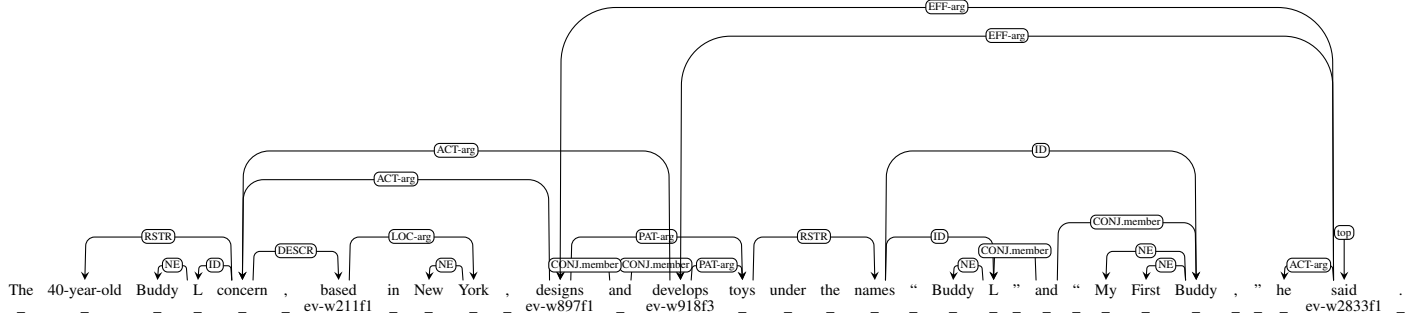 EFF-arg
EFF-arg
ACT-arg ID
ACT-arg
CONJ.member
RSTR LOC-arg PAT-arg RSTR ID top
DESCR CONJ.member NE
NE ID NE CONJ.member CONJ.member PAT-arg NE NE ACT-arg
The 40-year-old Buddy L concern , based in New York , designs and develops toys under the names “ Buddy L ” and “ My First Buddy , ” he said .
_ _ _ _ _ _ ev-w211f1 _ _ _ _ ev-w897f1 _ ev-w918f3 _ _ _ _ _ _ _ _ _ _ _ _ _ _ _ _ ev-w2833f1 _